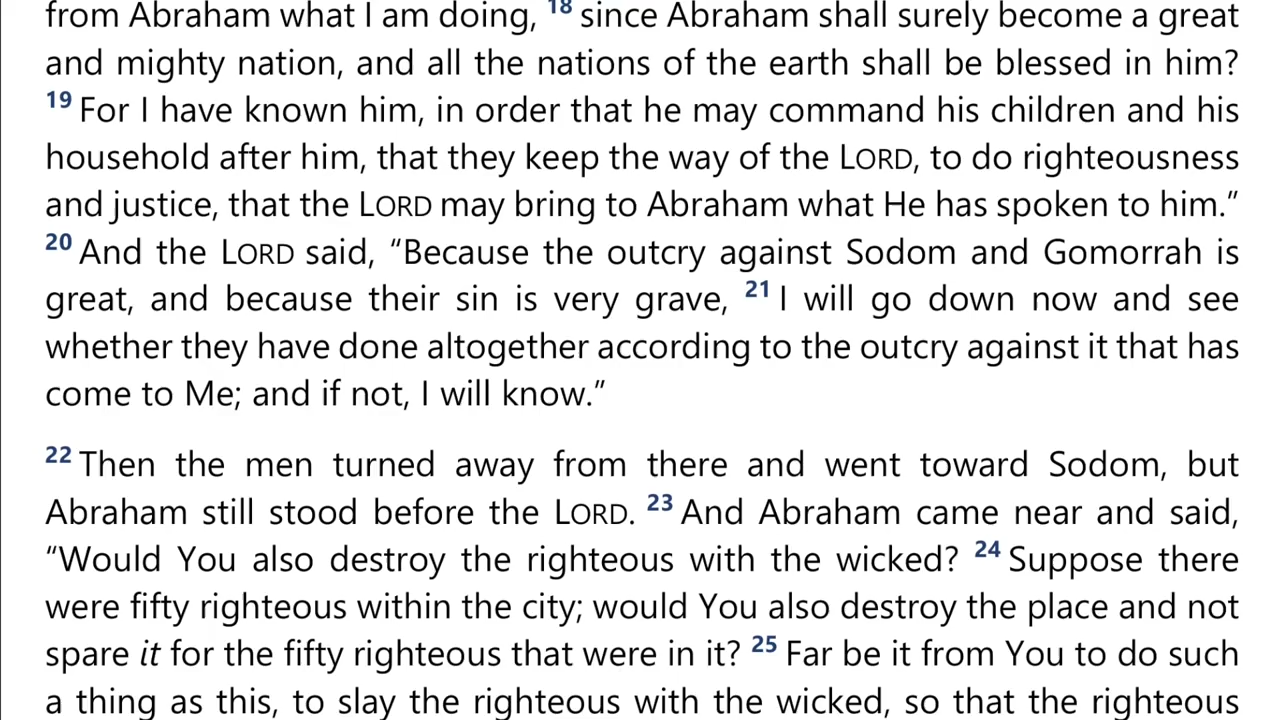 from Abraham what I am doing, 18 since Abraham shall surely become a great
and mighty nation, and all the nations of the earth shall be blessed in him?
19 For I have known him, in order that he may command his children and his
household after him, that they keep the way of the LORD, to do righteousness
and justice, that the LORD may bring to Abraham what He has spoken to him.”
20 And the LORD said, “Because the outcry against Sodom and Gomorrah is
great, and because their sin is very grave, 21 I will go down now and see
whether they have done altogether according to the outcry against it that has
come to Me; and if not, I will know.”
22 Then the men turned away from there and went toward Sodom, but
Abraham still stood before the LORD. 23 And Abraham came near and said,
“Would You also destroy the righteous with the wicked? 24 Suppose there
were fifty righteous within the city; would You also destroy the place and not
spare it for the fifty righteous that were in it? 25 Far be it from You to do such
a thing as this, to slay the righteous with the wicked, so that the righteous